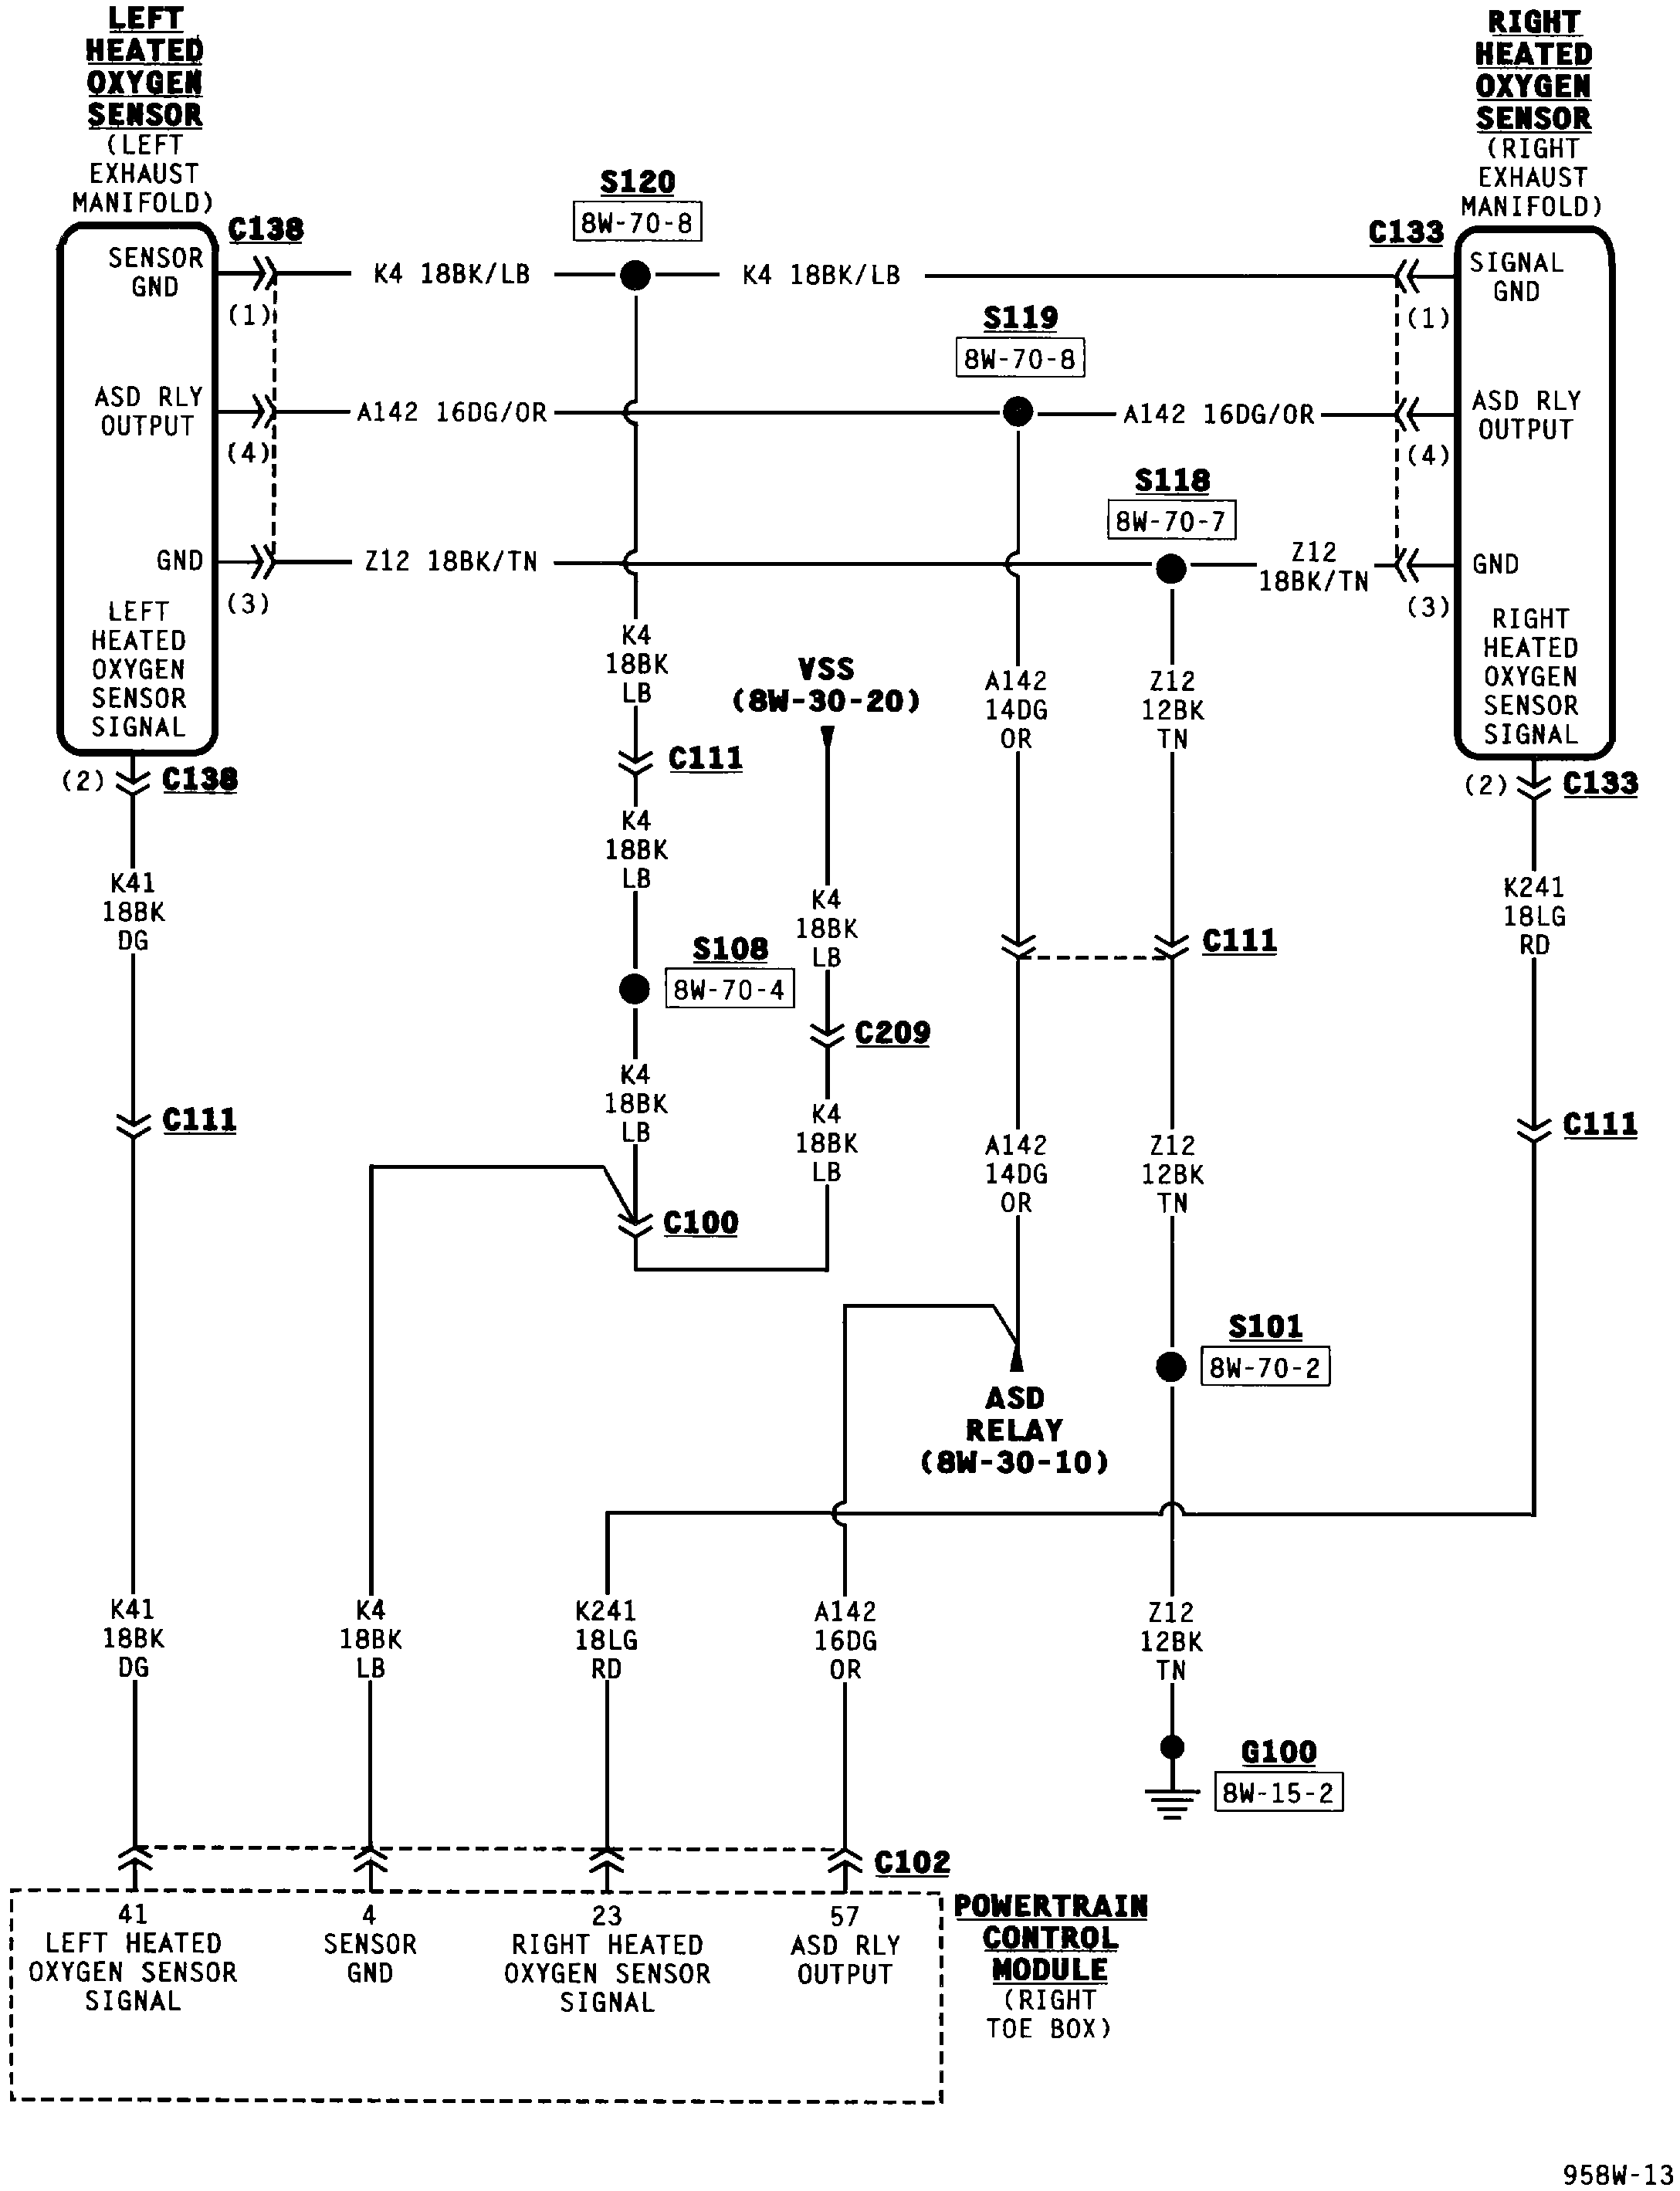 LEFT
HEATED
OXYGEN
SENSOR
(LEFT
EXHAUST
MANIFOLD)
RIGHT
HEATED
OXYGEN
SENSOR
(RIGHT
EXHAUST
MANIFOLD)
C138
S120
8W-70-8
C133
SENSOR
GND
(1)
K4 18BK/LB
K4 18BK/LB
SIGNAL
GND
(1)
S119
8W-70-8
ASD RLY
OUTPUT
(4)
A142 16DG/OR
A142 16DG/OR
ASD RLY
OUTPUT
(4)
S118
8W-70-7
GND
(3)
Z12 18BK/TN
Z12
18BK/TN
GND
(3)
LEFT
HEATED
OXYGEN
SENSOR
SIGNAL
RIGHT
HEATED
OXYGEN
SENSOR
SIGNAL
K4
18BK
LB
VSS
(8W-30-20)
A142
14DG
OR
Z12
12BK
TN
(2)
C138
C111
(2)
C133
K41
18BK
DG
K4
18BK
LB
K4
18BK
LB
K241
18LG
RD
S108
8W-70-4
C111
C209
C111
K4
18BK
LB
K4
18BK
LB
A142
14DG
OR
Z12
12BK
TN
C111
C100
S101
8W-70-2
ASD
RELAY
(8W-30-10)
K41
18BK
DG
K4
18BK
LB
K241
18LG
RD
A142
16DG
OR
Z12
12BK
TN
G100
8W-15-2
C102
41
LEFT HEATED
OXYGEN SENSOR
SIGNAL
4
SENSOR
GND
23
RIGHT HEATED
OXYGEN SENSOR
SIGNAL
57
ASD RLY
OUTPUT
POWERTRAIN
CONTROL
MODULE
(RIGHT
TOE BOX)
958W-13